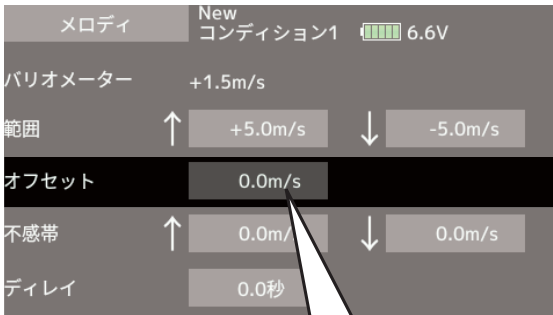 メロディ
New
コンディション1 6.6V
バリオメーター +1.5m/s
範囲 ↑ +5.0m/s ↓ -5.0m/s
オフセット 0.0m/s
不感帯 ↑ 0.0m/ ↓ 0.0m/s
ディレイ 0.0秒